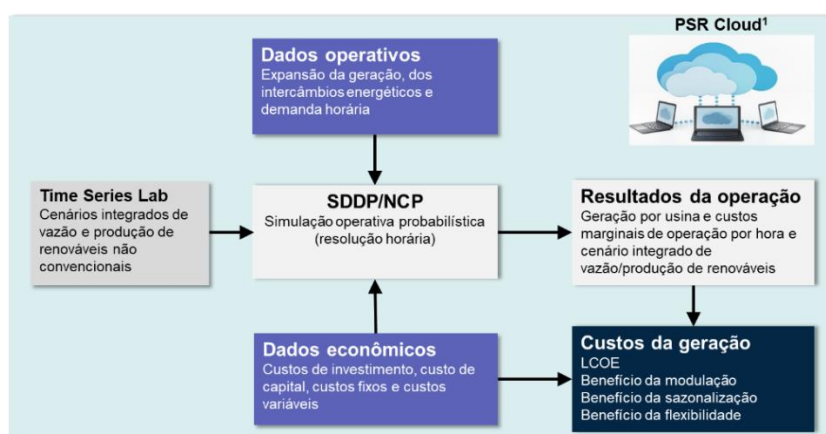 PSR Cloud¹
Dados operativos
Expansão da geração, dos
intercâmbios energéticos e
demanda horária
Time Series Lab
Cenários integrados de
vazão e produção de
renováveis não
convencionais
SDDP/NCP
Simulação operativa probabilística
(resolução horária)
Resultados da operação
Geração por usina e custos
marginais de operação por hora e
cenário integrado de
vazão/produção de renováveis
Dados econômicos
Custos de investimento, custo de
capital, custos fixos e custos
variáveis
Custos da geração
LCOE
Benefício da modulação
Benefício da sazonalização
Benefício da flexibilidade